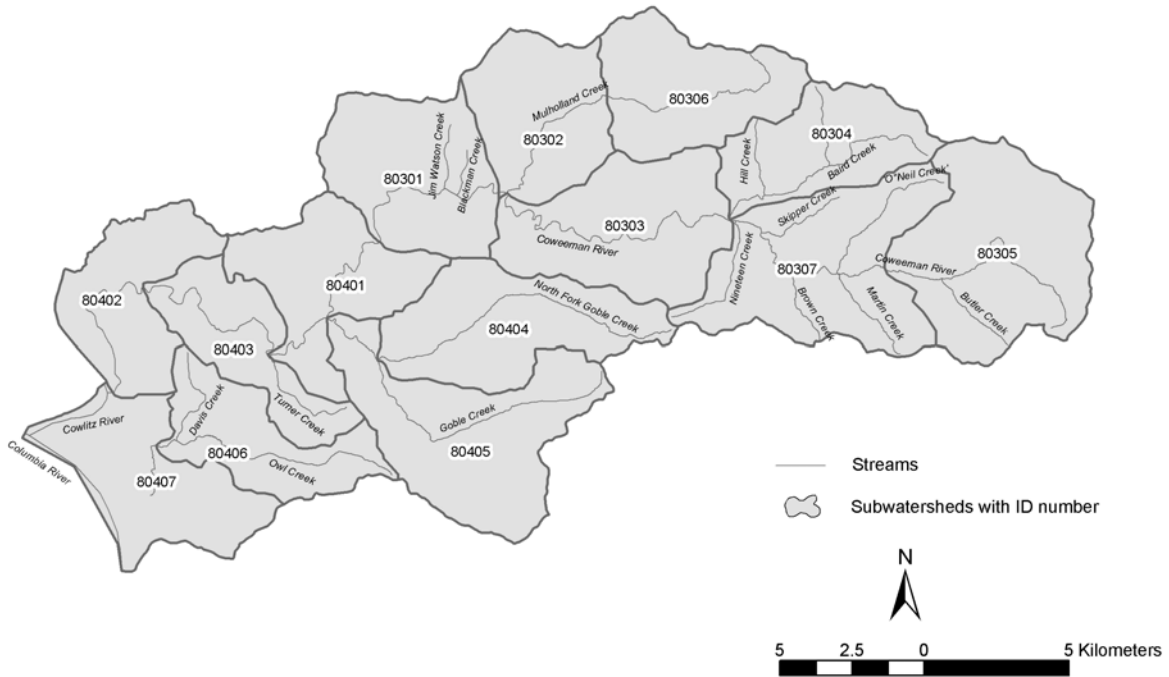 80306
Mulholland Creek
80302
80304
Hill Creek
Baird Creek
Jim Watson Creek
Blackman Creek
80301
"O"Neil Creek"
Skipper Creek
80303
Coweeman River
80305
Nineteen Creek
80307
Coweeman River
Butler Creek
Brown Creek
Martin Creek
80401
80402
North Fork Goble Creek
80404
80403
Turner Creek
Davis Creek
Goble Creek
80405
Cowlitz River
Columbia River
80406
Owl Creek
80407
Streams
Subwatersheds with ID number
N
5 2.5 0 5 Kilometers